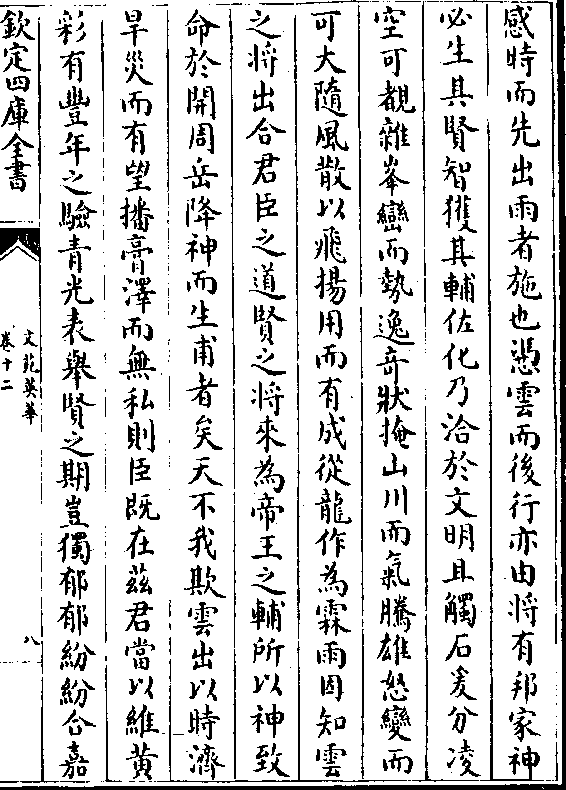 感時而先出雨者施也憑雲而後行亦由將有邦家神
必生其賢智獲其輔佐化乃洽於文明且觸石爰分凌
空可覩雜峯巒而勢逸奇狀掩山川而氣騰雄怒變而
可大隨風散以飛揚用而有成從龍作為霖雨因知雲
之將出合君臣之道賢之將來為帝王之輔所以神致
命於開周岳降神而生甫者矣天不我欺雲出以時濟
旱災而有望播膏澤而無私則臣既在茲君當以維黃
彩有豐年之驗青光表舉賢之期豈獨郁郁紛紛合嘉
欽定四庫全書
文苑英華
卷十二
八